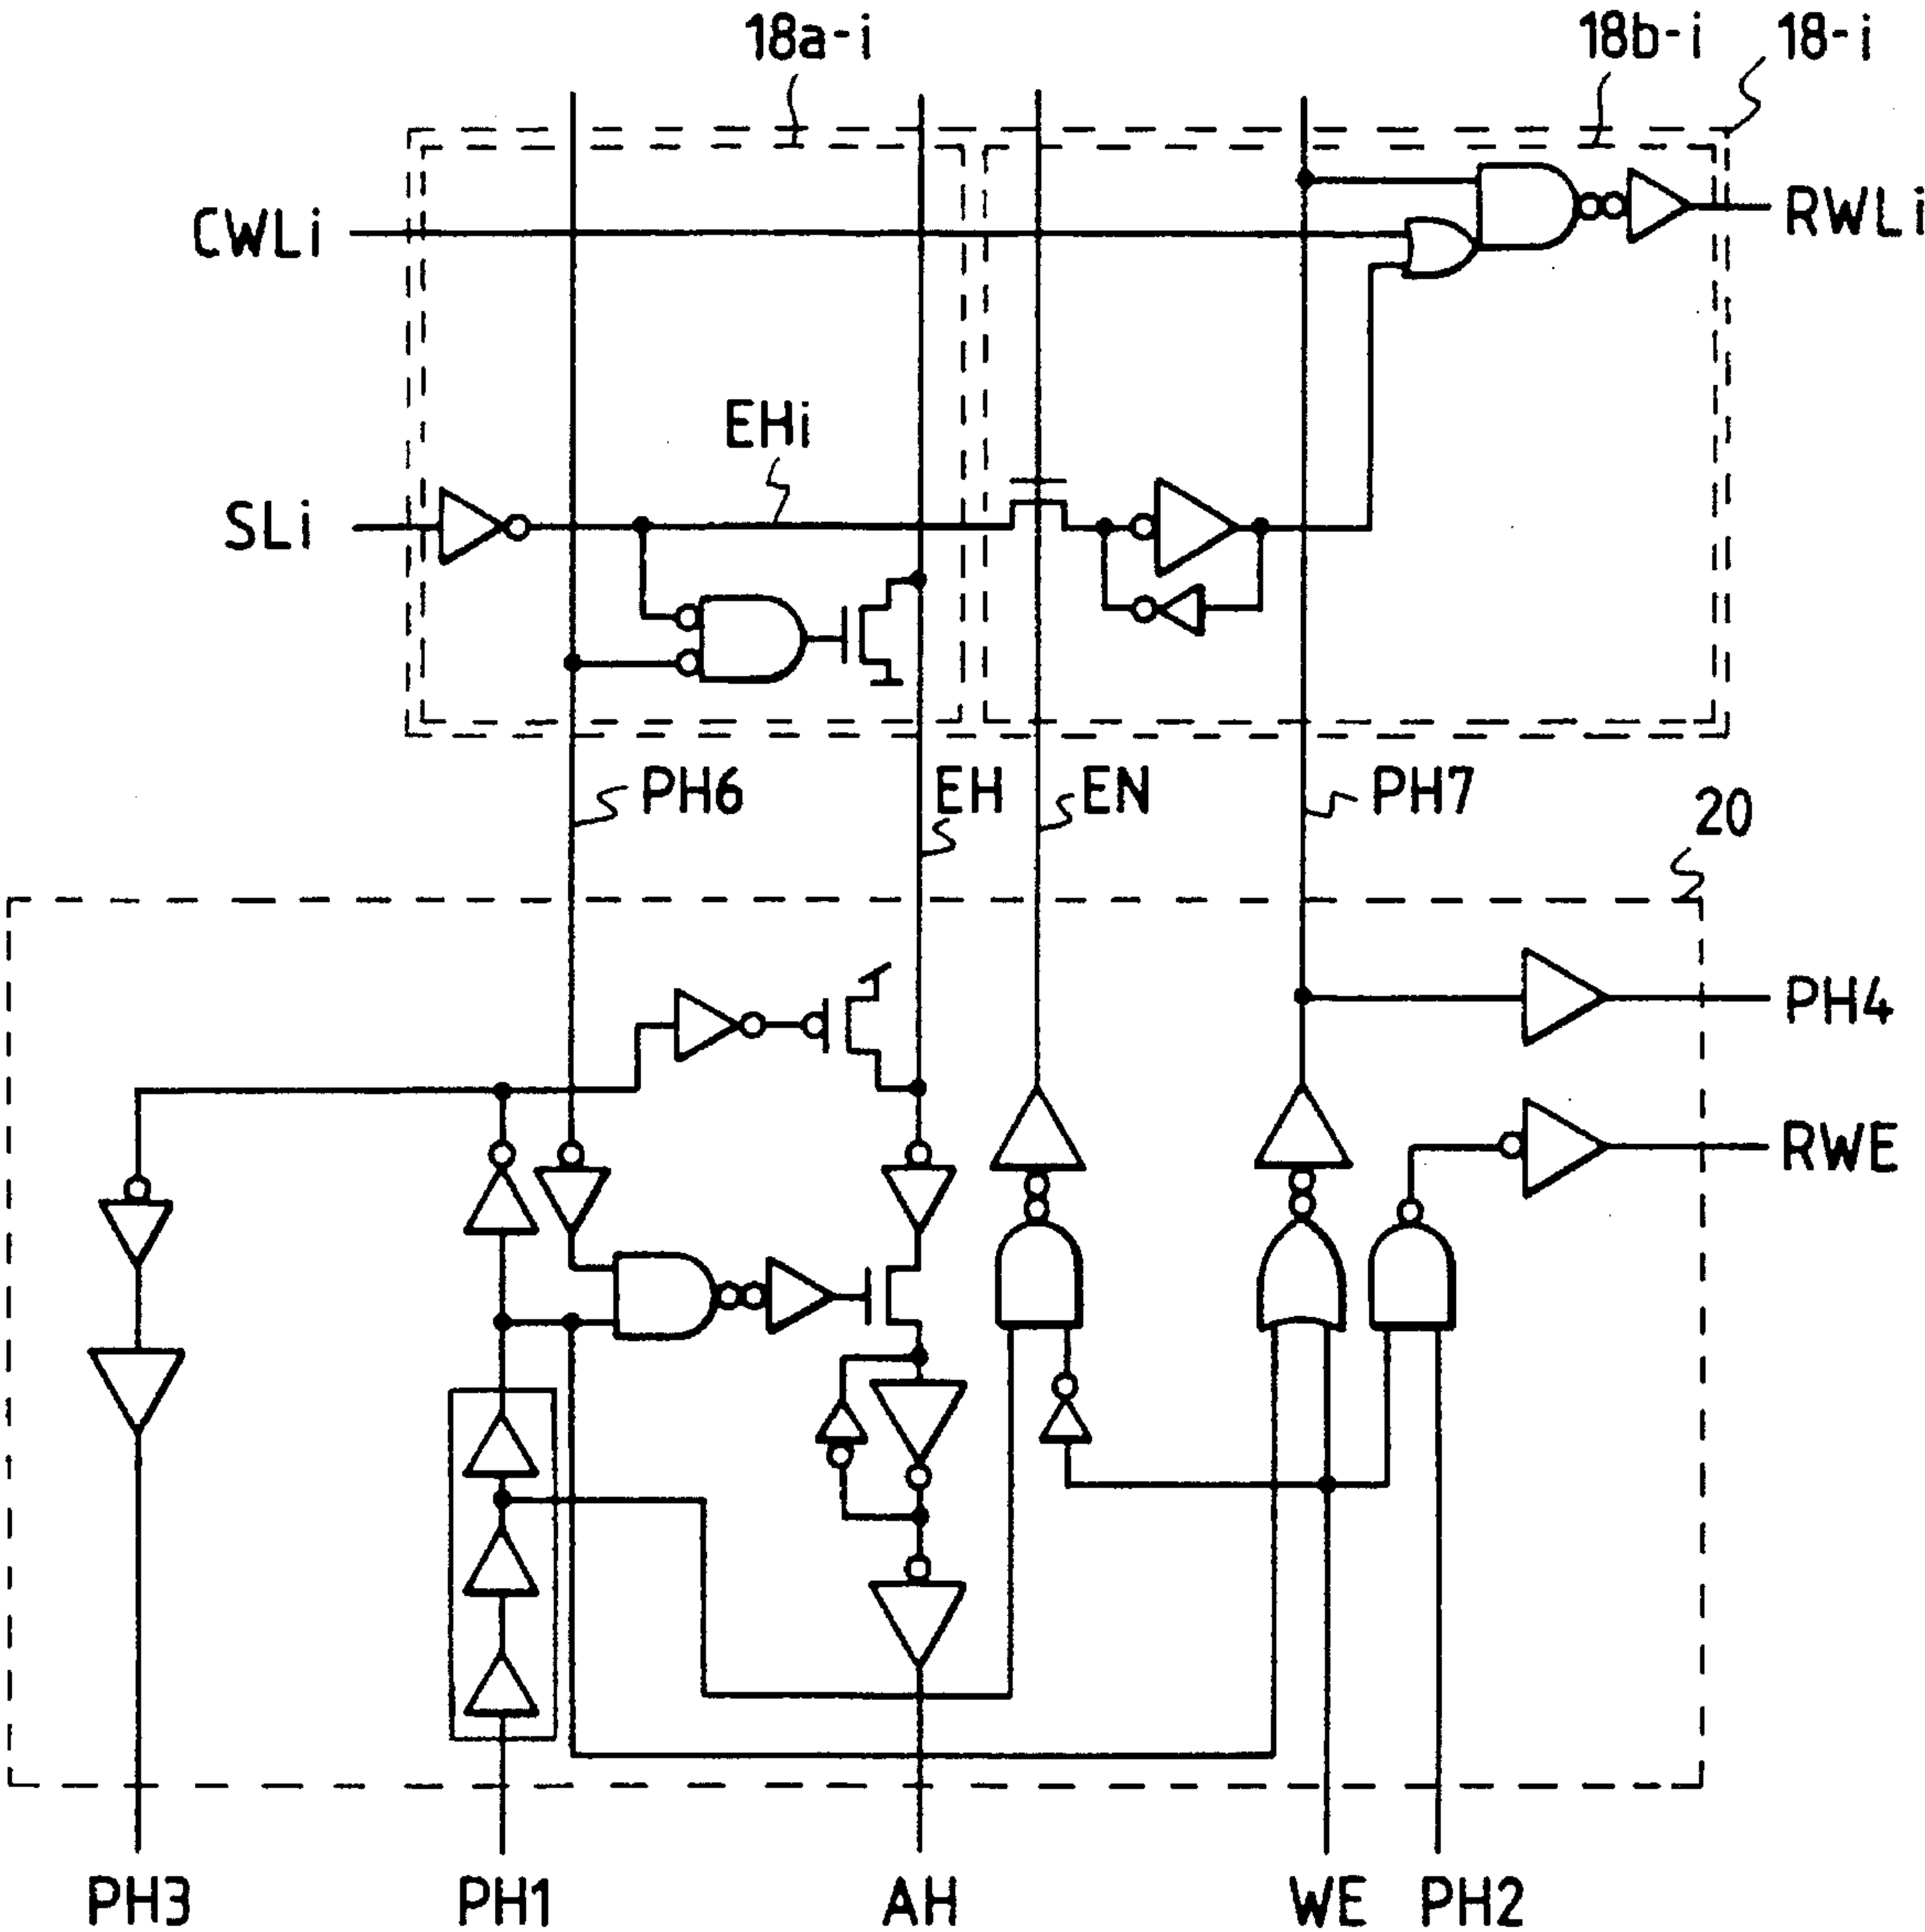 18a-i
18b-i
18-i
CWLi
RWLi
EHi
SLi
PH6
EH
EN
PH7
20
PH4
RWE
PH3
PH1
AH
WE
PH2